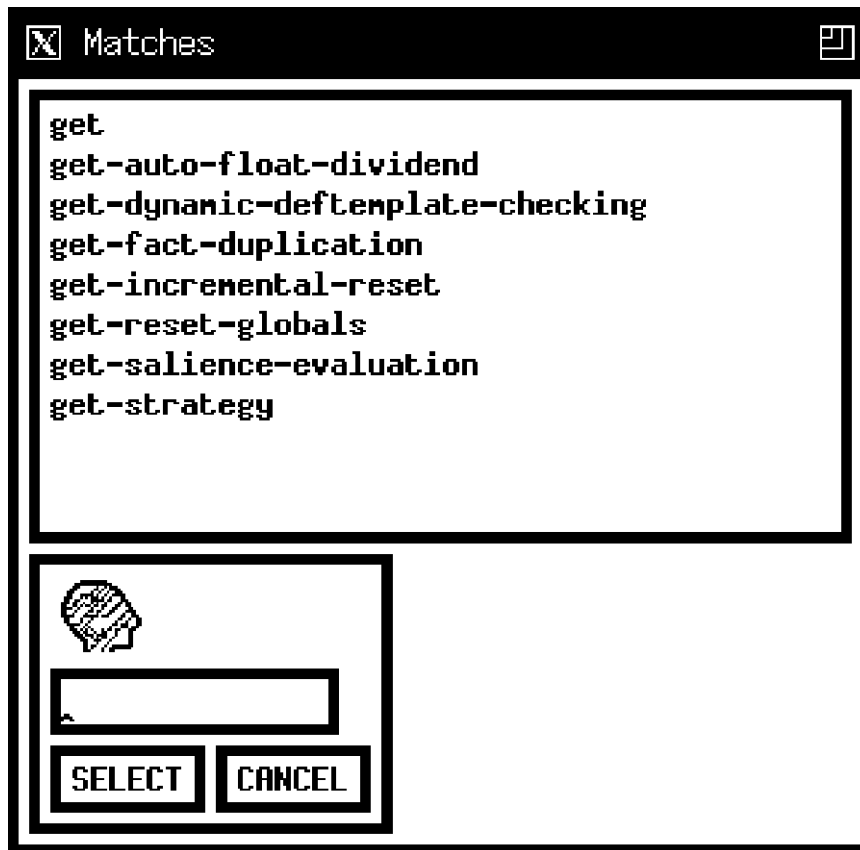 Matches
get
get-auto-float-dividend
get-dynamic-deftemplate-checking
get-fact-duplication
get-incremental-reset
get-reset-globals
get-salience-evaluation
get-strategy
SELECT CANCEL